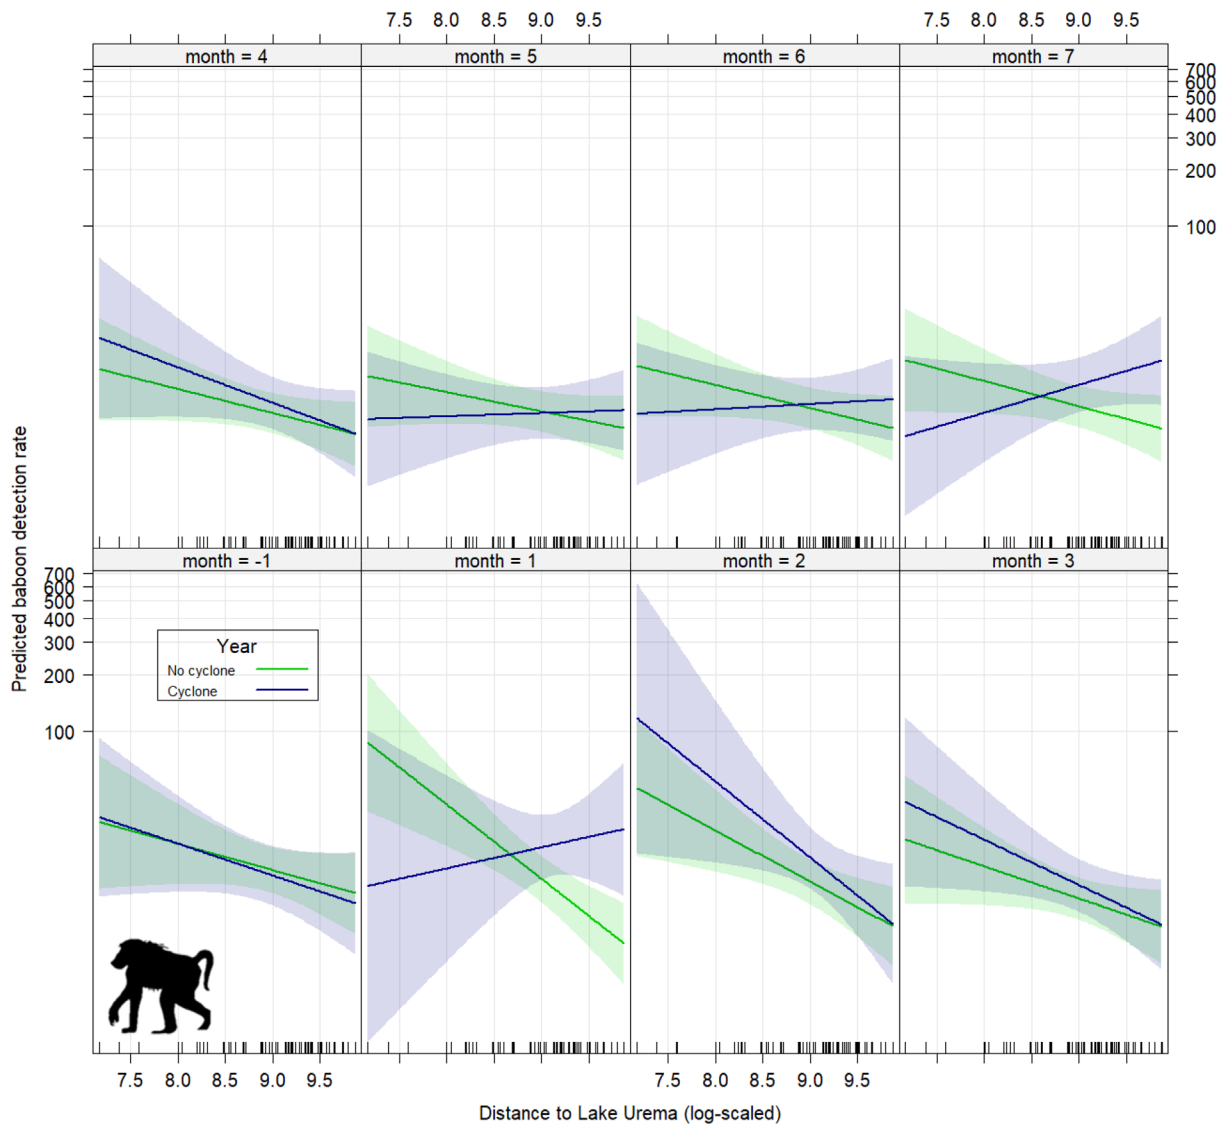 7.5 8.0 8.5 9.0 9.5 7.5 8.0 8.5 9.0 9.5
month = 4 month = 5 month = 6 month = 7
700
600
500
400
300
200
100
Predicted baboon detection rate
month = -1 month = 1 month = 2 month = 3
700
600
500
400
300
200
100
Year
No cyclone
Cyclone
7.5 8.0 8.5 9.0 9.5 7.5 8.0 8.5 9.0 9.5
Distance to Lake Urema (log-scaled)